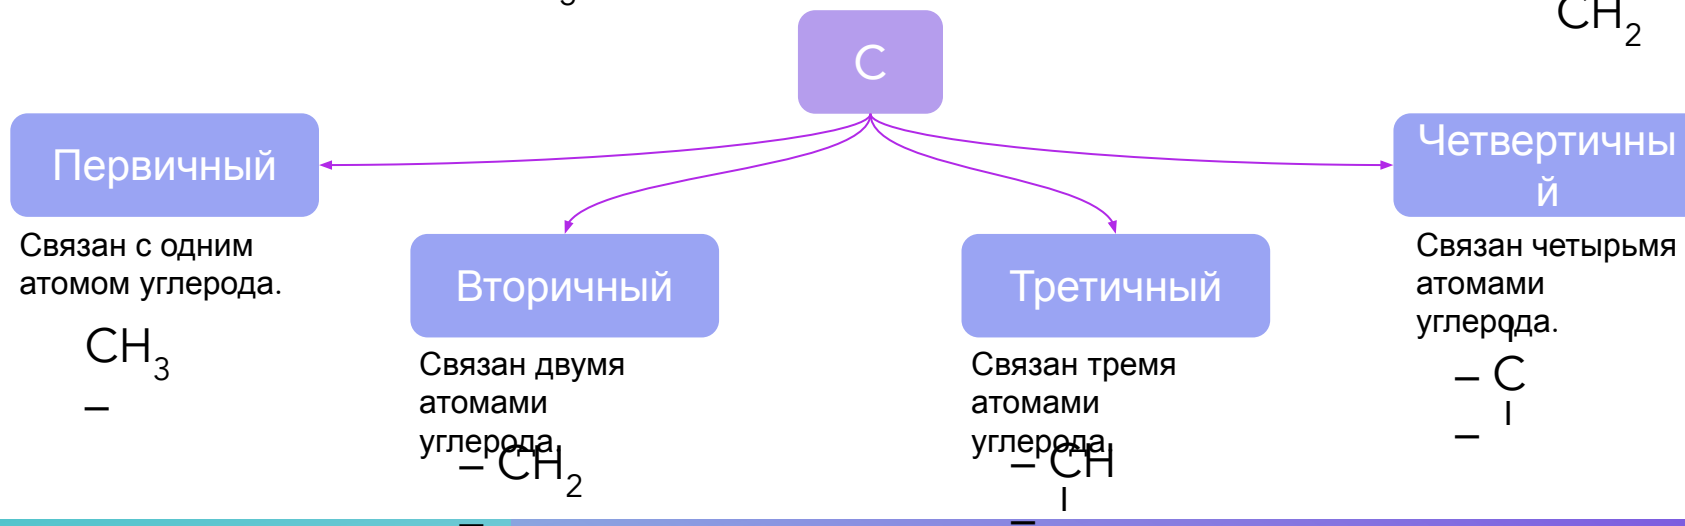 CH2
C
Первичный
Четвертичны
й
Связан с одним
атомом углерода.
CH3
–
Вторичный
Связан двумя
атомами
углерода.
– CH2
–
Третичный
Связан тремя
атомами
углерода.
– CH
–
Связан четырьмя
атомами
углерода.
– C
–